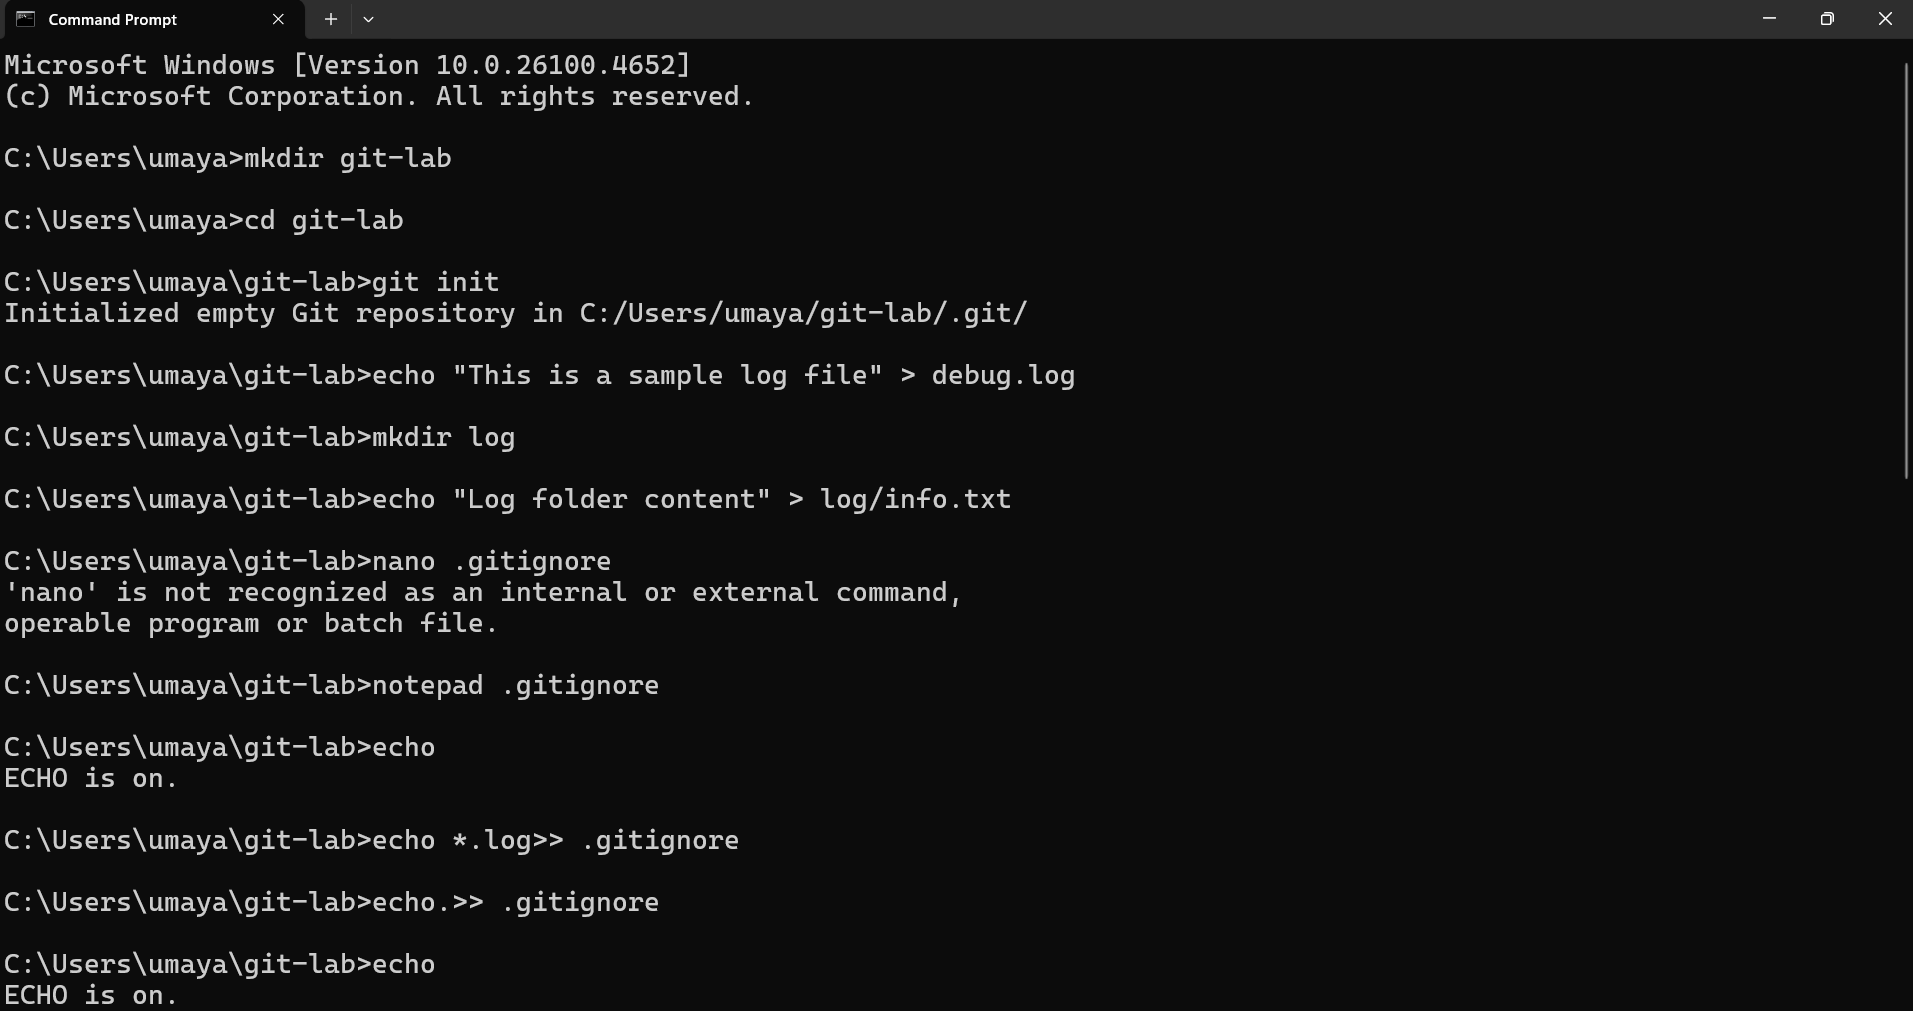 Command Prompt
Microsoft Windows [Version 10.0.26100.4652]
(c) Microsoft Corporation. All rights reserved.
C:\Users\umaya>mkdir git-lab
C:\Users\umaya>cd git-lab
C:\Users\umaya\git-lab>git init
Initialized empty Git repository in C:/Users/umaya/git-lab/.git/
C:\Users\umaya\git-lab>echo "This is a sample log file" > debug.log
C:\Users\umaya\git-lab>mkdir log
C:\Users\umaya\git-lab>echo "Log folder content" > log/info.txt
C:\Users\umaya\git-lab>nano .gitignore
'nano' is not recognized as an internal or external command,
operable program or batch file.
C:\Users\umaya\git-lab>notepad .gitignore
C:\Users\umaya\git-lab>echo
ECHO is on.
C:\Users\umaya\git-lab>echo *.log>> .gitignore
C:\Users\umaya\git-lab>echo.>> .gitignore
C:\Users\umaya\git-lab>echo
ECHO is on.